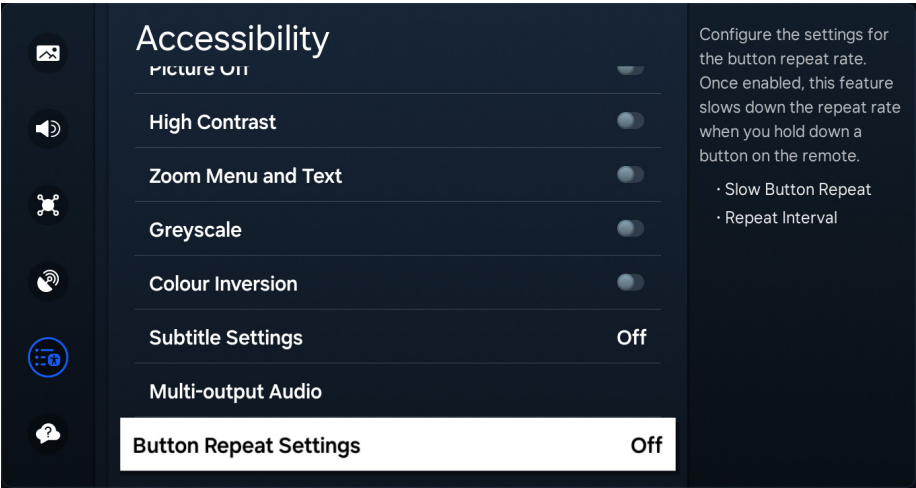 Accessibility
Picture Off
High Contrast
Zoom Menu and Text
Greyscale
Colour Inversion
Subtitle Settings Off
Multi-output Audio
Button Repeat Settings Off
Configure the settings for
the button repeat rate.
Once enabled, this feature
slows down the repeat rate
when you hold down a
button on the remote.
· Slow Button Repeat
· Repeat Interval